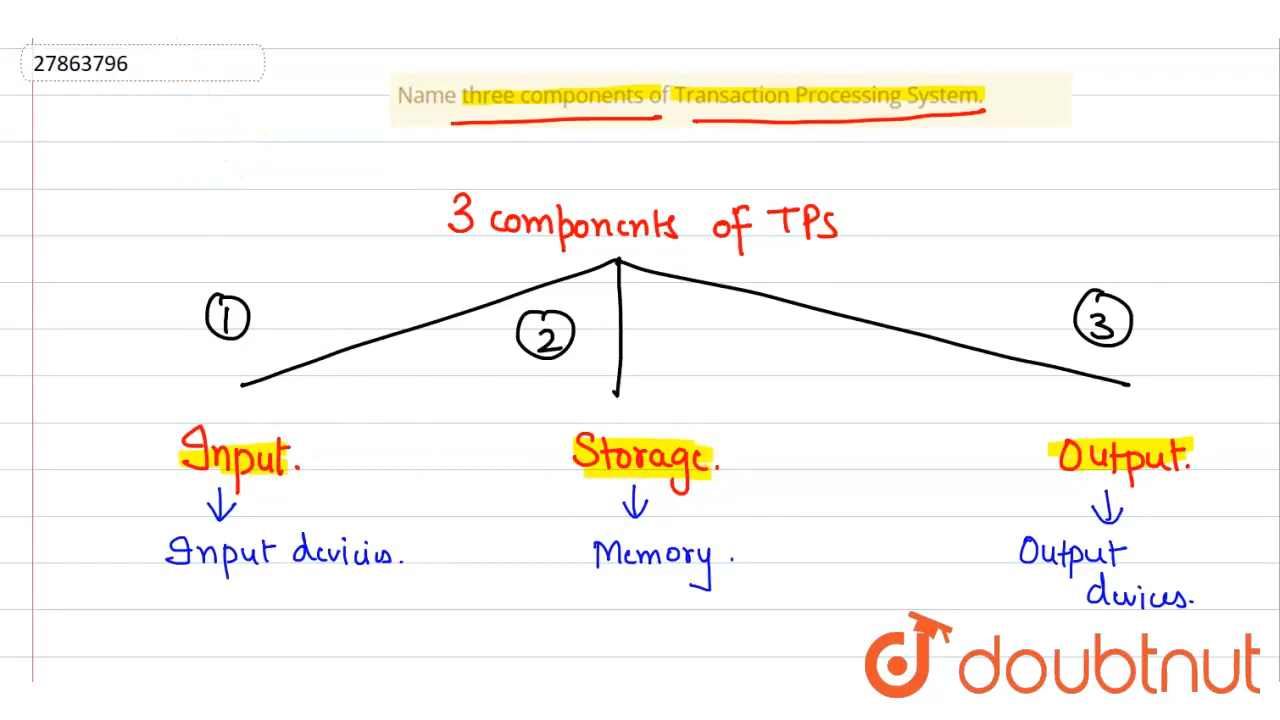 27863796
Name three components of Transaction Processing System.
3 components of TPS
1 2 3
Input. Storage. Output.
Input devicies. Memory. Output
devices.
doubtnut